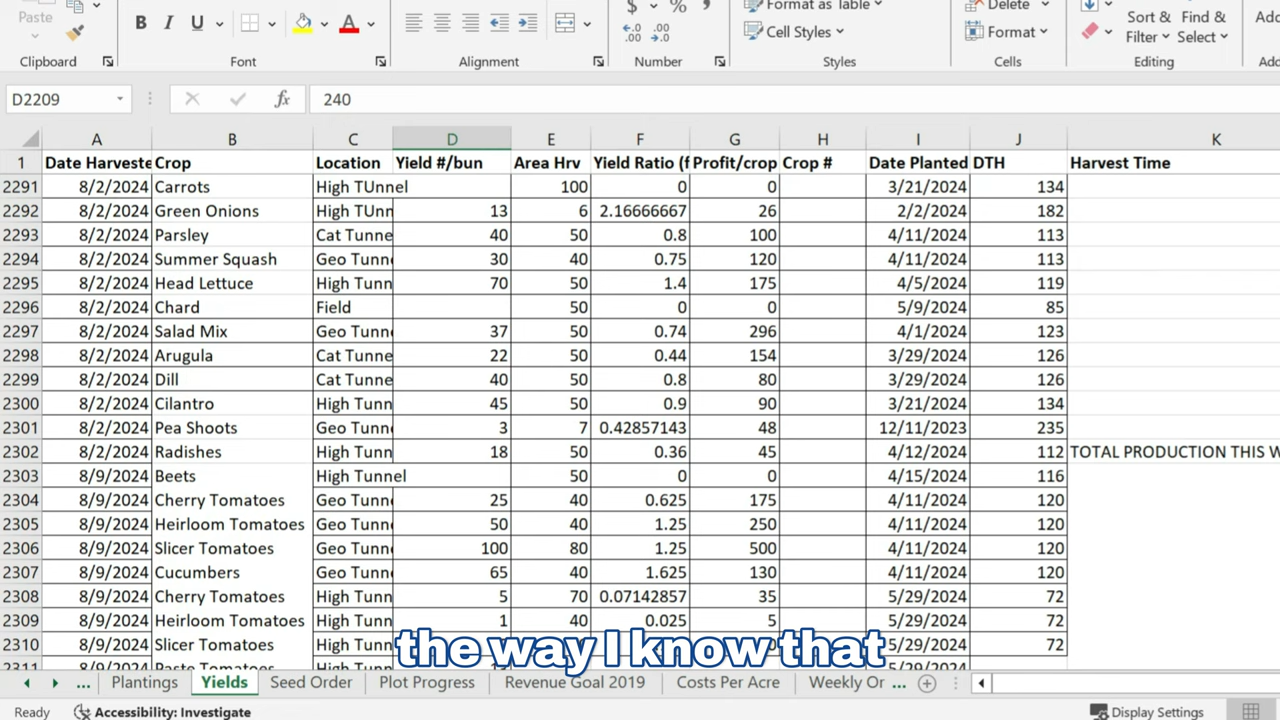 Paste B I U A $ % Format as Table Delete
Cell Styles Format Sort & Find &
Filter Select
Clipboard Font Alignment Number Styles Cells Editing
D2209 fx 240
A B C D E F G H I J K
1 Date Harveste Crop Location Yield #/bun Area Hrv Yield Ratio (f Profit/crop Crop # Date Planted DTH Harvest Time
2291 8/2/2024 Carrots High TUnnel 100 0 0 3/21/2024 134
2292 8/2/2024 Green Onions High TUnn 13 6 2.16666667 26 2/2/2024 182
2293 8/2/2024 Parsley Cat Tunne 40 50 0.8 100 4/11/2024 113
2294 8/2/2024 Summer Squash Geo Tunn 30 40 0.75 120 4/11/2024 113
2295 8/2/2024 Head Lettuce High Tunn 70 50 1.4 175 4/5/2024 119
2296 8/2/2024 Chard Field 50 0 0 5/9/2024 85
2297 8/2/2024 Salad Mix Geo Tunn 37 50 0.74 296 4/1/2024 123
2298 8/2/2024 Arugula Cat Tunne 22 50 0.44 154 3/29/2024 126
2299 8/2/2024 Dill Cat Tunne 40 50 0.8 80 3/29/2024 126
2300 8/2/2024 Cilantro High Tunn 45 50 0.9 90 3/21/2024 134
2301 8/2/2024 Pea Shoots Geo Tunn 3 7 0.42857143 48 12/11/2023 235
2302 8/2/2024 Radishes High Tunn 18 50 0.36 45 4/12/2024 112 TOTAL PRODUCTION THIS W
2303 8/9/2024 Beets High Tunnel 50 0 0 4/15/2024 116
2304 8/9/2024 Cherry Tomatoes Geo Tunn 25 40 0.625 175 4/11/2024 120
2305 8/9/2024 Heirloom Tomatoes Geo Tunn 50 40 1.25 250 4/11/2024 120
2306 8/9/2024 Slicer Tomatoes Geo Tunn 100 80 1.25 500 4/11/2024 120
2307 8/9/2024 Cucumbers Geo Tunn 65 40 1.625 130 4/11/2024 120
2308 8/9/2024 Cherry Tomatoes High Tunn 5 70 0.07142857 35 5/29/2024 72
2309 8/9/2024 Heirloom Tomatoes High Tunn 1 40 0.025 5 5/29/2024 72
2310 8/9/2024 Slicer Tomatoes High Tunn 5/29/2024 72
the way I know that
... Plantings Yields Seed Order Plot Progress Revenue Goal 2019 Costs Per Acre Weekly Or ...
Ready Accessibility: Investigate Display Settings